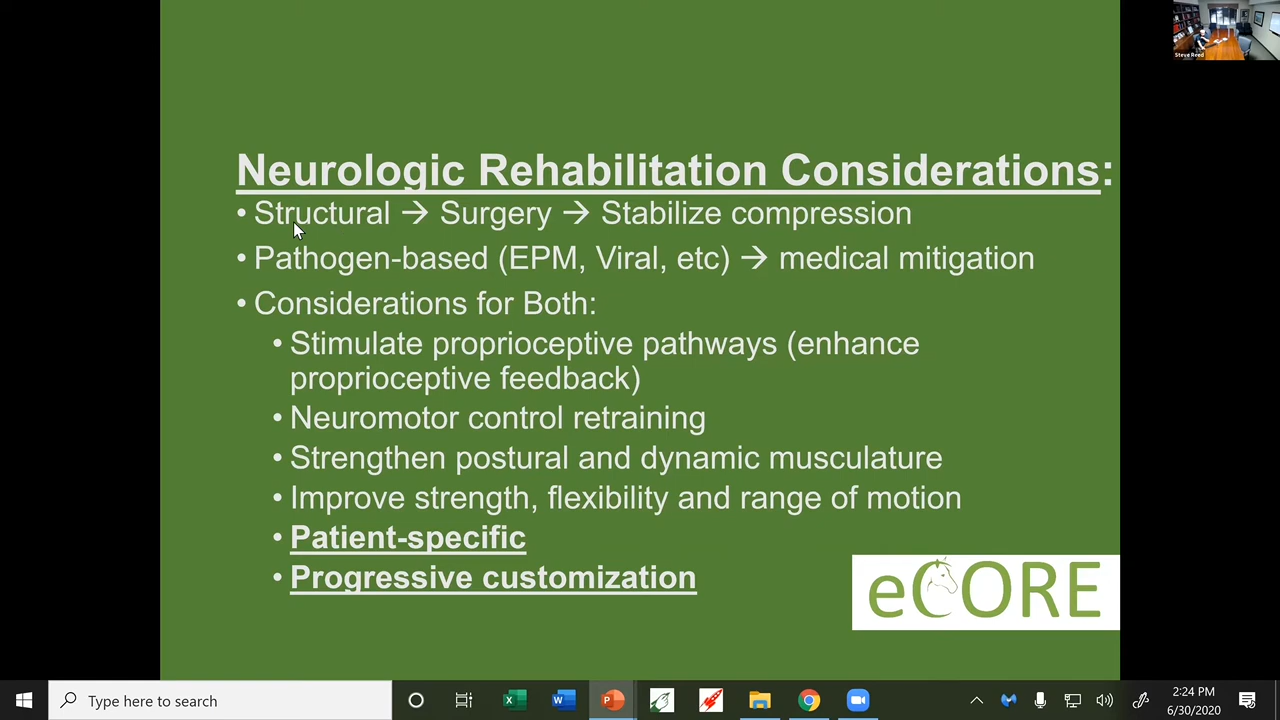 Steve Reed
Neurologic Rehabilitation Considerations:
• Structural → Surgery → Stabilize compression
• Pathogen-based (EPM, Viral, etc) → medical mitigation
• Considerations for Both:
• Stimulate proprioceptive pathways (enhance
proprioceptive feedback)
• Neuromotor control retraining
• Strengthen postural and dynamic musculature
• Improve strength, flexibility and range of motion
• Patient-specific
• Progressive customization
eCORE
Type here to search
2:24 PM
6/30/2020